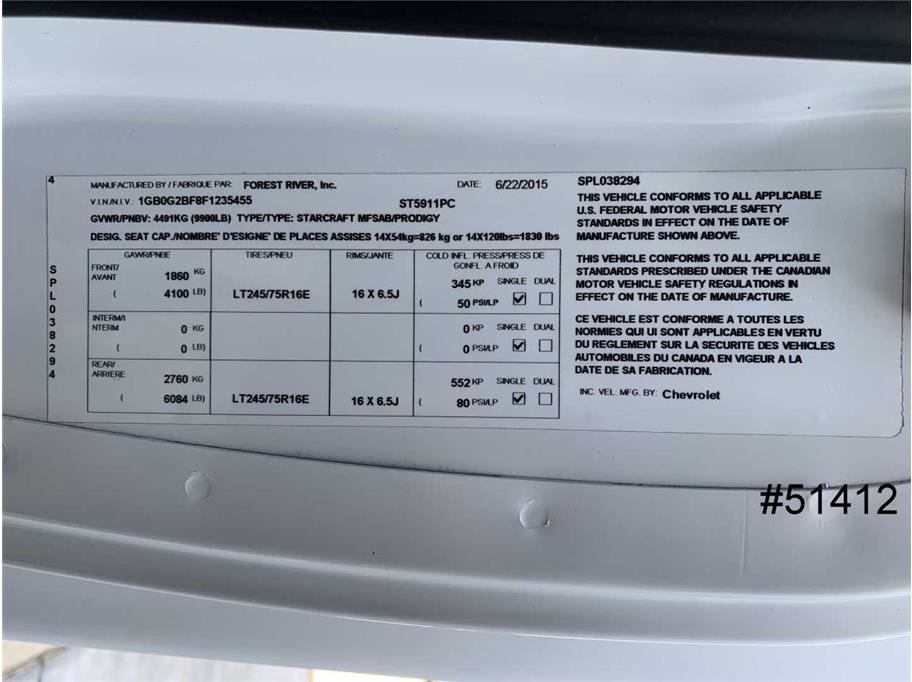 4
MANUFACTURED BY / FABRIQUE PAR: FOREST RIVER, Inc. DATE: 6/22/2015
V.I.N/N.I.V.: 1GB0G2BF8F1235455 ST5911PC
GVWR/PNBV: 4491KG (9900LB) TYPE/TYPE: STARCRAFT MFSAB/PRODIGY
DESIG. SEAT CAP./NOMBRE D'ESIGNE' DE PLACES ASSISES 14X54kg=826 kg or 14X120lbs=1830 lbs
GAWR/PNBE TIRES/PNEU RIMS/JANTE COLD INFL. PRESS/PRESS DE
GONFL. A FROID
FRONT/
AVANT 1860 KG 345 KP SINGLE DUAL
( 4100 LB) LT245/75R16E 16 X 6.5J ( 50 PSI/LP
INTERM/I
NTERM 0 KG 0 KP SINGLE DUAL
( 0 LB) ( 0 PSI/LP
REAR/
ARRIERE 2760 KG 552 KP SINGLE DUAL
( 6084 LB) LT245/75R16E 16 X 6.5J ( 80 PSI/LP
SPL038294
SPL038294
THIS VEHICLE CONFORMS TO ALL APPLICABLE
U.S. FEDERAL MOTOR VEHICLE SAFETY
STANDARDS IN EFFECT ON THE DATE OF
MANUFACTURE SHOWN ABOVE.
THIS VEHICLE CONFORMS TO ALL APPLICABLE
STANDARDS PRESCRIBED UNDER THE CANADIAN
MOTOR VEHICLE SAFETY REGULATIONS IN
EFFECT ON THE DATE OF MANUFACTURE.
CE VEHICLE EST CONFORME A TOUTES LES
NORMIES QUI UI SONT APPLICABLES EN VERTU
DU REGLEMENT SUR LA SECURITE DES VEHICLES
AUTOMOBILES DU CANADA EN VIGEUR A LA
DATE DE SA FABRICATION.
INC. VEL. MFG. BY: Chevrolet
#51412